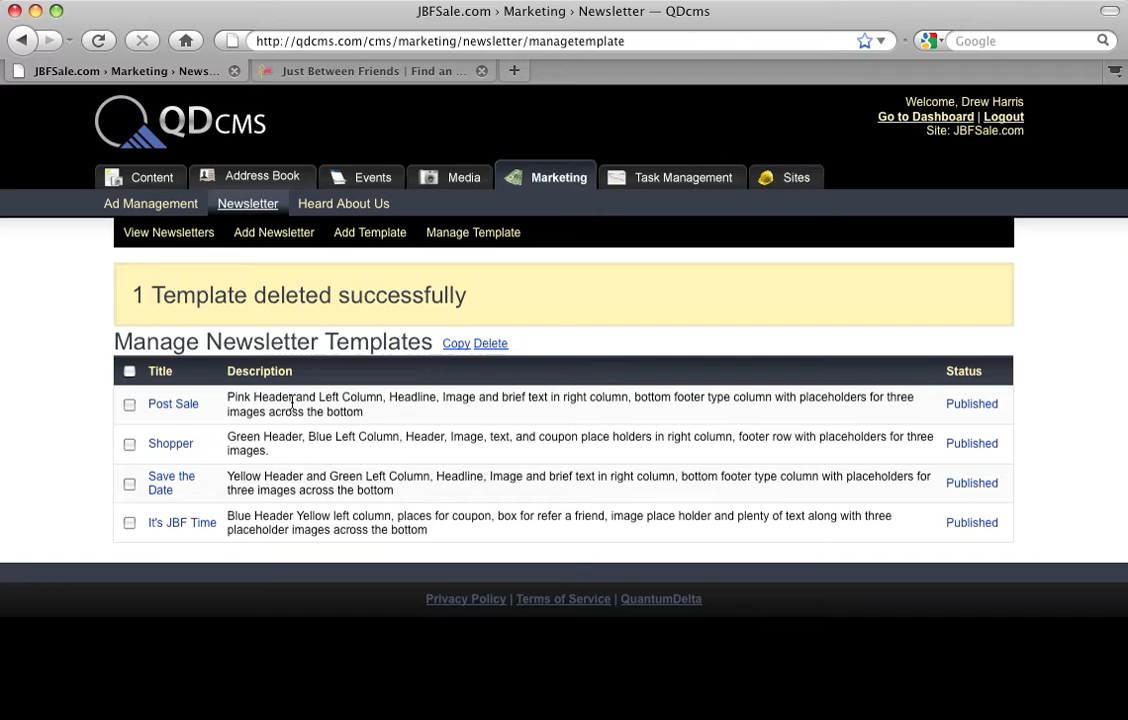 JBFSale.com › Marketing › Newsletter — QDcms
http://qdcms.com/cms/marketing/newsletter/managetemplate
Google
JBFSale.com › Marketing › News...
Just Between Friends | Find an ...
QDCMS
Welcome, Drew Harris
Go to Dashboard | Logout
Site: JBFSale.com
Content
Address Book
Events
Media
Marketing
Task Management
Sites
Ad Management
Newsletter
Heard About Us
View Newsletters
Add Newsletter
Add Template
Manage Template
1 Template deleted successfully
Manage Newsletter Templates Copy Delete
Title Description Status
Post Sale
Pink Header and Left Column, Headline, Image and brief text in right column, bottom footer type column with placeholders for three
images across the bottom
Published
Shopper
Green Header, Blue Left Column, Header, Image, text, and coupon place holders in right column, footer row with placeholders for three
images.
Published
Save the
Date
Yellow Header and Green Left Column, Headline, Image and brief text in right column, bottom footer type column with placeholders for
three images across the bottom
Published
It's JBF Time
Blue Header Yellow left column, places for coupon, box for refer a friend, image place holder and plenty of text along with three
placeholder images across the bottom
Published
Privacy Policy | Terms of Service | QuantumDelta